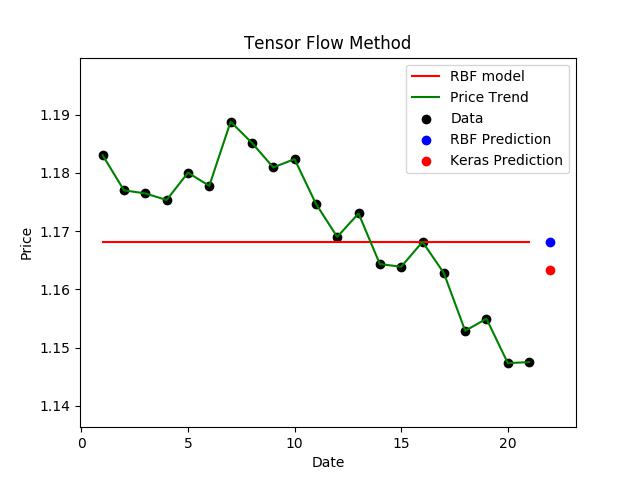 Tensor Flow Method
RBF model
Price Trend
Data
RBF Prediction
Keras Prediction
1.19
1.18
1.17
1.16
1.15
1.14
Price
0 5 10 15 20
Date